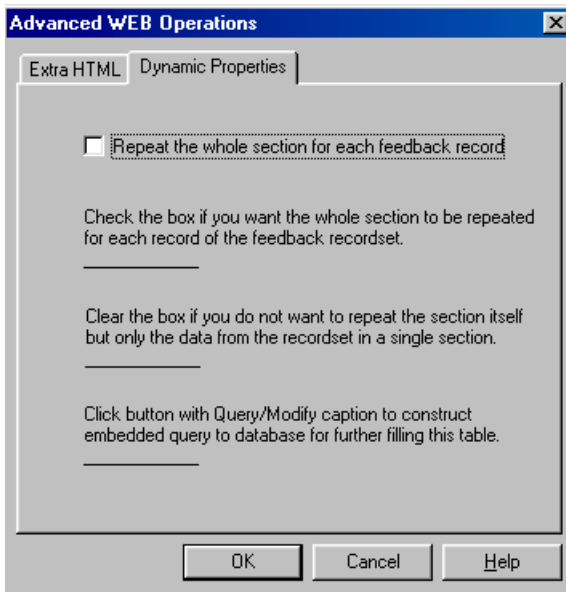 Advanced WEB Operations
Extra HTML
Dynamic Properties
Repeat the whole section for each feedback record
Check the box if you want the whole section to be repeated
for each record of the feedback recordset.
Clear the box if you do not want to repeat the section itself
but only the data from the recordset in a single section.
Click button with Query/Modify caption to construct
embedded query to database for further filling this table.
OK
Cancel
Help